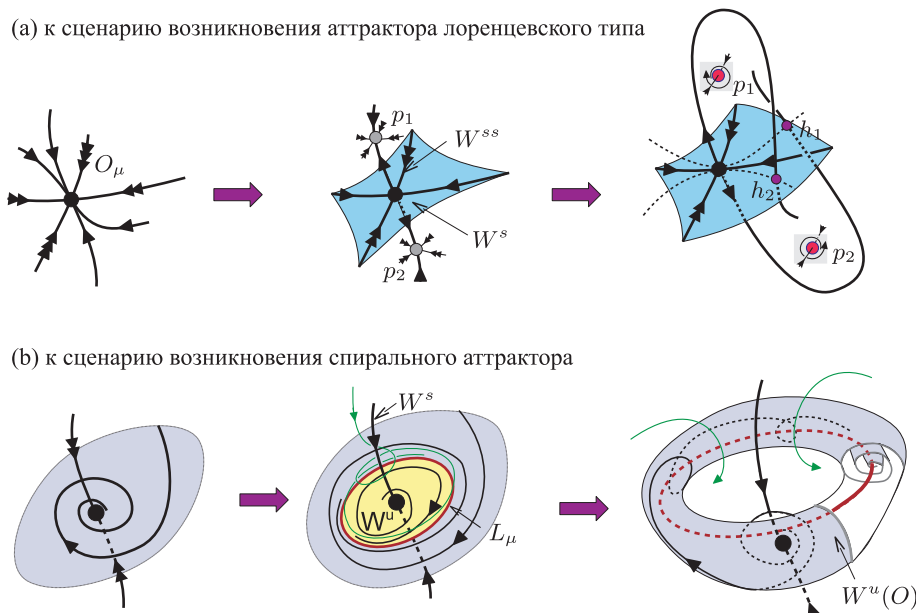 (a) к сценарию возникновения аттрактора лоренцевского типа
O_μ
p_1
W^{ss}
W^s
p_2
p_1
h_1
h_2
p_2
(b) к сценарию возникновения спирального аттрактора
W^s
W^u
L_μ
W^u(O)